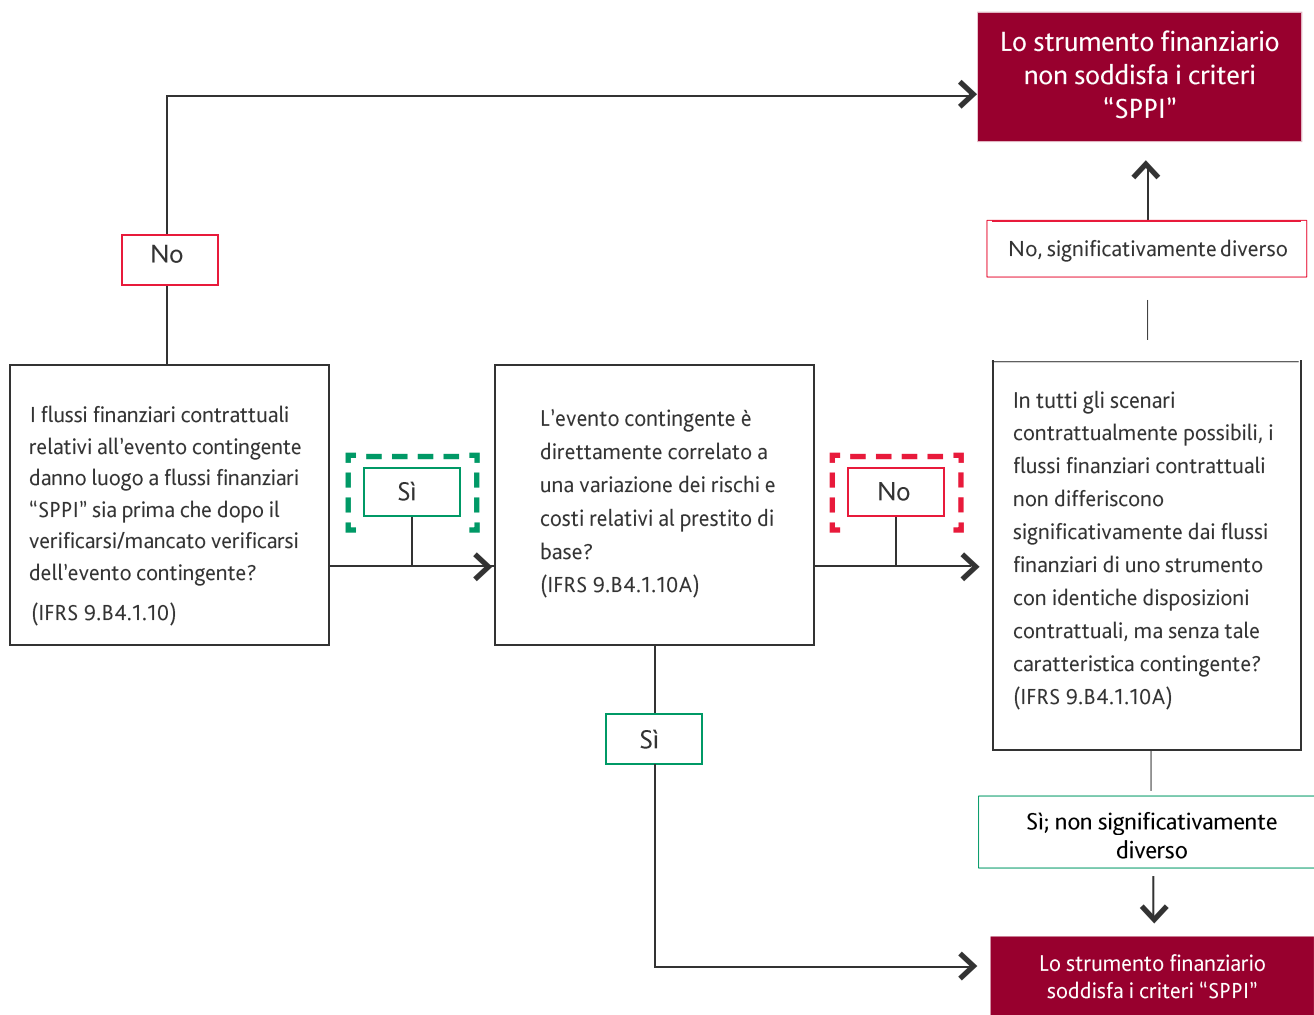 Lo strumento finanziario
non soddisfa i criteri
“SPPI”
No
No, significativamente diverso
I flussi finanziari contrattuali
relativi all’evento contingente
danno luogo a flussi finanziari
“SPPI” sia prima che dopo il
verificarsi/mancato verificarsi
dell’evento contingente?
(IFRS 9.B4.1.10)
Sì
L’evento contingente è
direttamente correlato a
una variazione dei rischi e
costi relativi al prestito di
base?
(IFRS 9.B4.1.10A)
No
In tutti gli scenari
contrattualmente possibili, i
flussi finanziari contrattuali
non differiscono
significativamente dai flussi
finanziari di uno strumento
con identiche disposizioni
contrattuali, ma senza tale
caratteristica contingente?
(IFRS 9.B4.1.10A)
Sì
Sì; non significativamente
diverso
Lo strumento finanziario
soddisfa i criteri “SPPI”